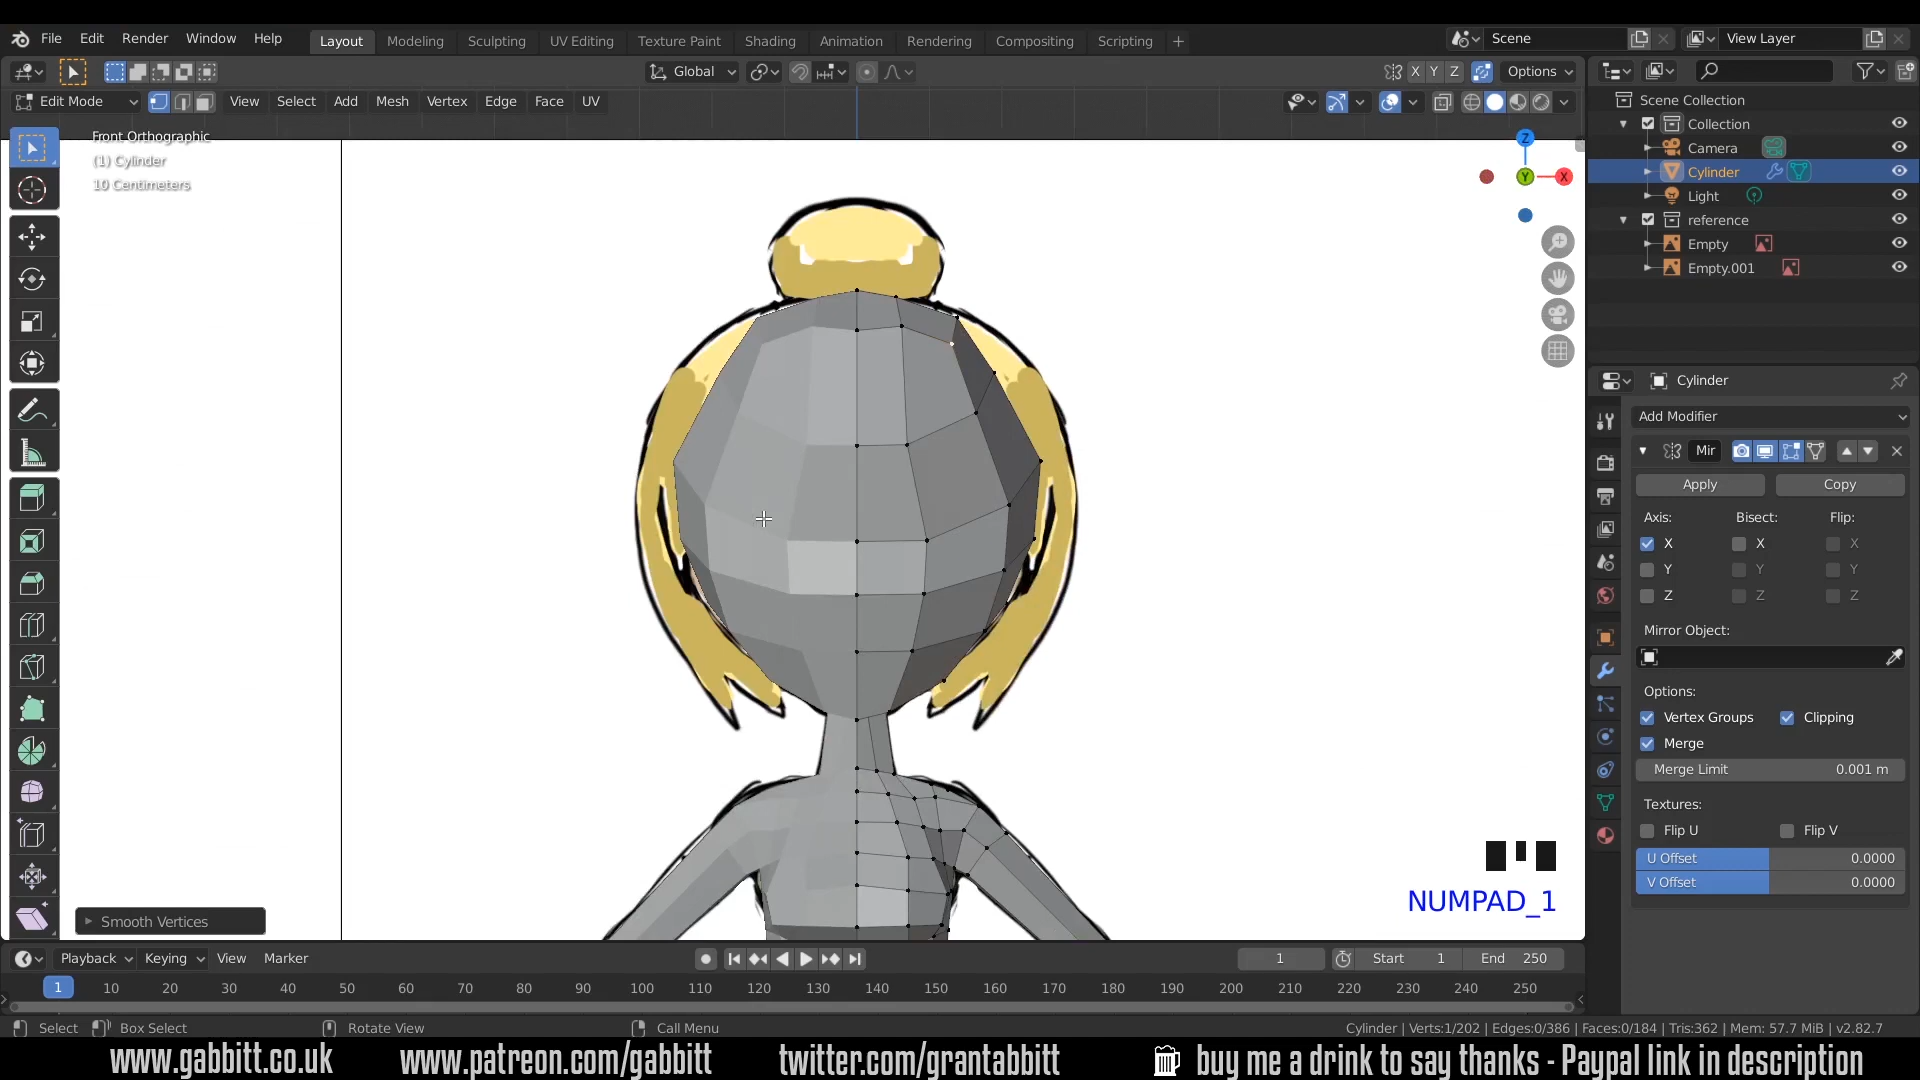 File Edit Render Window Help Layout Modeling Sculpting UV Editing Texture Paint Shading Animation Rendering Compositing Scripting + Scene View Layer
Global X Y Z Options
Edit Mode View Select Add Mesh Vertex Edge Face UV
Scene Collection
Collection
Camera
Cylinder
Light
reference
Empty
Empty.001
Front Orthographic
(1) Cylinder
10 Centimeters
Z
Y
X
Cylinder
Add Modifier
Mir
Apply Copy
Axis: Bisect: Flip:
X X X
Y Y Y
Z Z Z
Mirror Object:
Options:
Vertex Groups Clipping
Merge
Merge Limit 0.001 m
Textures:
Flip U Flip V
U Offset 0.0000
V Offset 0.0000
NUMPAD_1
Smooth Vertices
Playback Keying View Marker 1 Start 1 End 250
1 10 20 30 40 50 60 70 80 90 100 110 120 130 140 150 160 170 180 190 200 210 220 230 240 250
Select Box Select Rotate View Call Menu Cylinder | Verts:1/202 | Edges:0/386 | Faces:0/184 | Tris:362 | Mem: 57.7 MiB | v2.82.7
www.gabbitt.co.uk www.patreon.com/gabbitt twitter.com/grantabbitt buy me a drink to say thanks - Paypal link in description